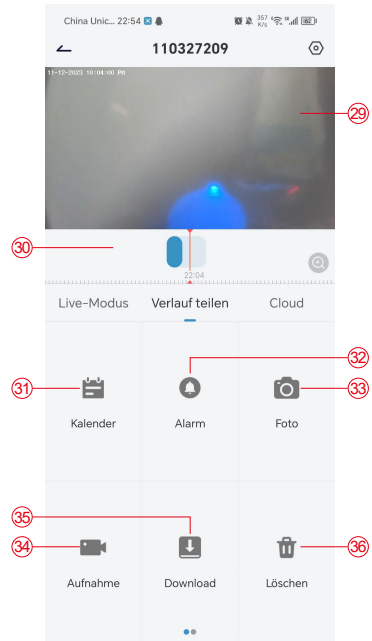 China Unic... 22:54
357 K/s
110327209
11-12-2023 10:04:00 PM
29
30
22:04
Live-Modus Verlauf teilen Cloud
32
31
33
Kalender Alarm Foto
35
34
36
Aufnahme Download Löschen